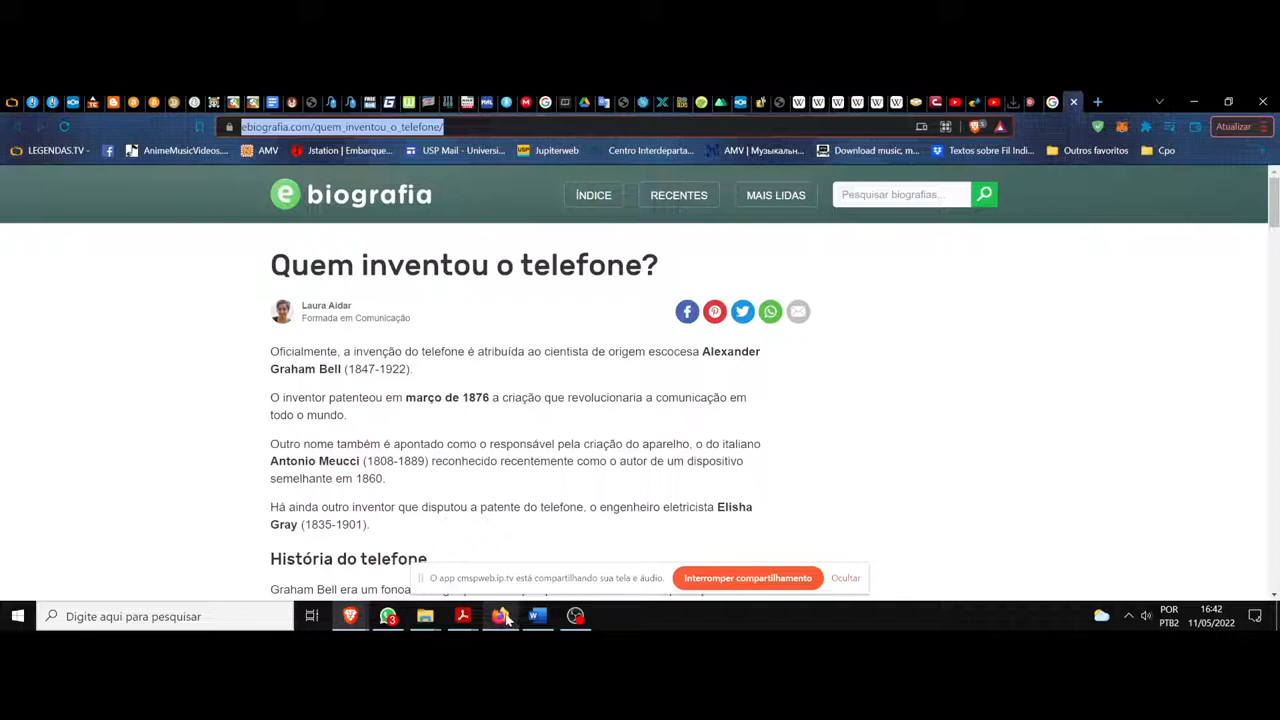 ebiografia.com/quem_inventou_o_telefone/
Atualizar
LEGENDAS.TV
AnimeMusicVideos...
AMV
Jstation | Embarque...
USP Mail - Universi...
Jupiterweb
Centro Interdeparta...
AMV | Музыкальн...
Download music, m...
Textos sobre Fil Indi...
Outros favoritos
Cpo
e biografia
ÍNDICE
RECENTES
MAIS LIDAS
Pesquisar biografias...
Quem inventou o telefone?
Laura Aidar
Formada em Comunicação
Oficialmente, a invenção do telefone é atribuída ao cientista de origem escocesa Alexander
Graham Bell (1847-1922).
O inventor patenteou em março de 1876 a criação que revolucionaria a comunicação em
todo o mundo.
Outro nome também é apontado como o responsável pela criação do aparelho, o do italiano
Antonio Meucci (1808-1889) reconhecido recentemente como o autor de um dispositivo
semelhante em 1860.
Há ainda outro inventor que disputou a patente do telefone, o engenheiro eletricista Elisha
Gray (1835-1901).
História do telefone
Graham Bell era um fonoa
O app cmspweb.ip.tv está compartilhando sua tela e áudio.
Interromper compartilhamento
Ocultar
Digite aqui para pesquisar
3
POR
PTB2
16:42
11/05/2022